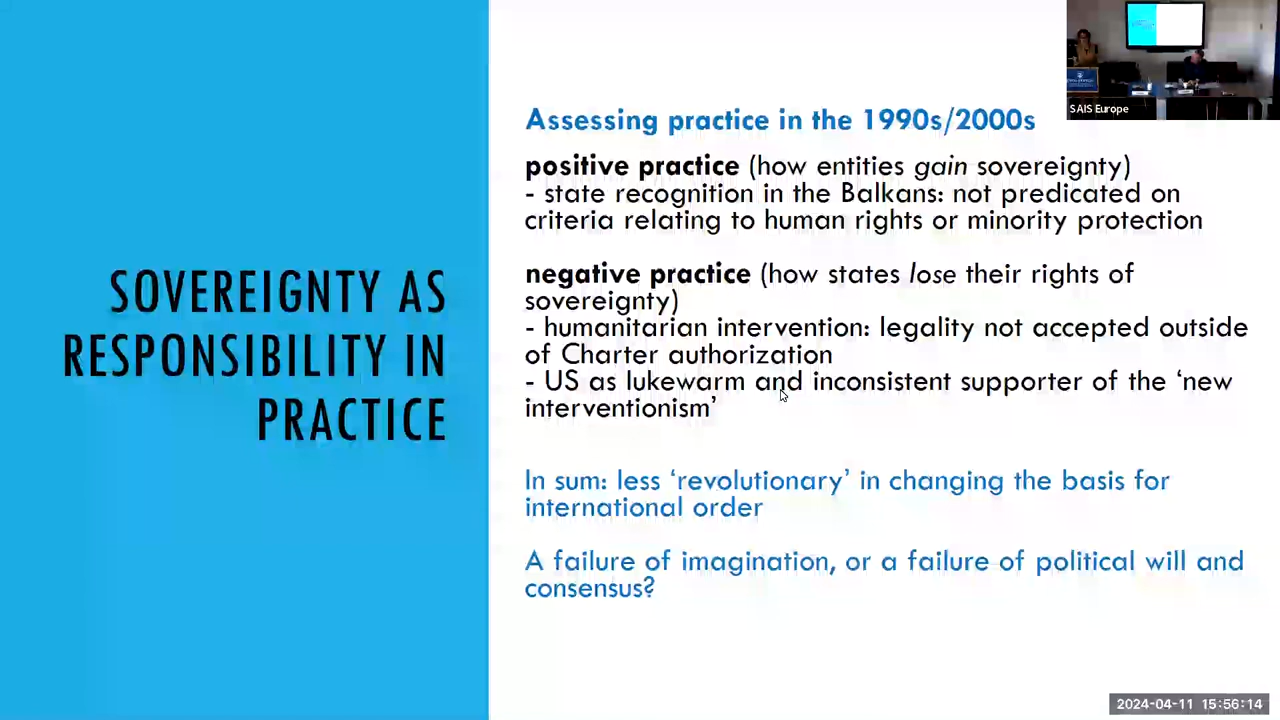 SOVEREIGNTY AS
RESPONSIBILITY IN
PRACTICE
Assessing practice in the 1990s/2000s
positive practice (how entities gain sovereignty)
- state recognition in the Balkans: not predicated on
criteria relating to human rights or minority protection
negative practice (how states lose their rights of
sovereignty)
- humanitarian intervention: legality not accepted outside
of Charter authorization
- US as lukewarm and inconsistent supporter of the ‘new
interventionism’
In sum: less ‘revolutionary’ in changing the basis for
international order
A failure of imagination, or a failure of political will and
consensus?
SAIS Europe
2024-04-11 15:56:14